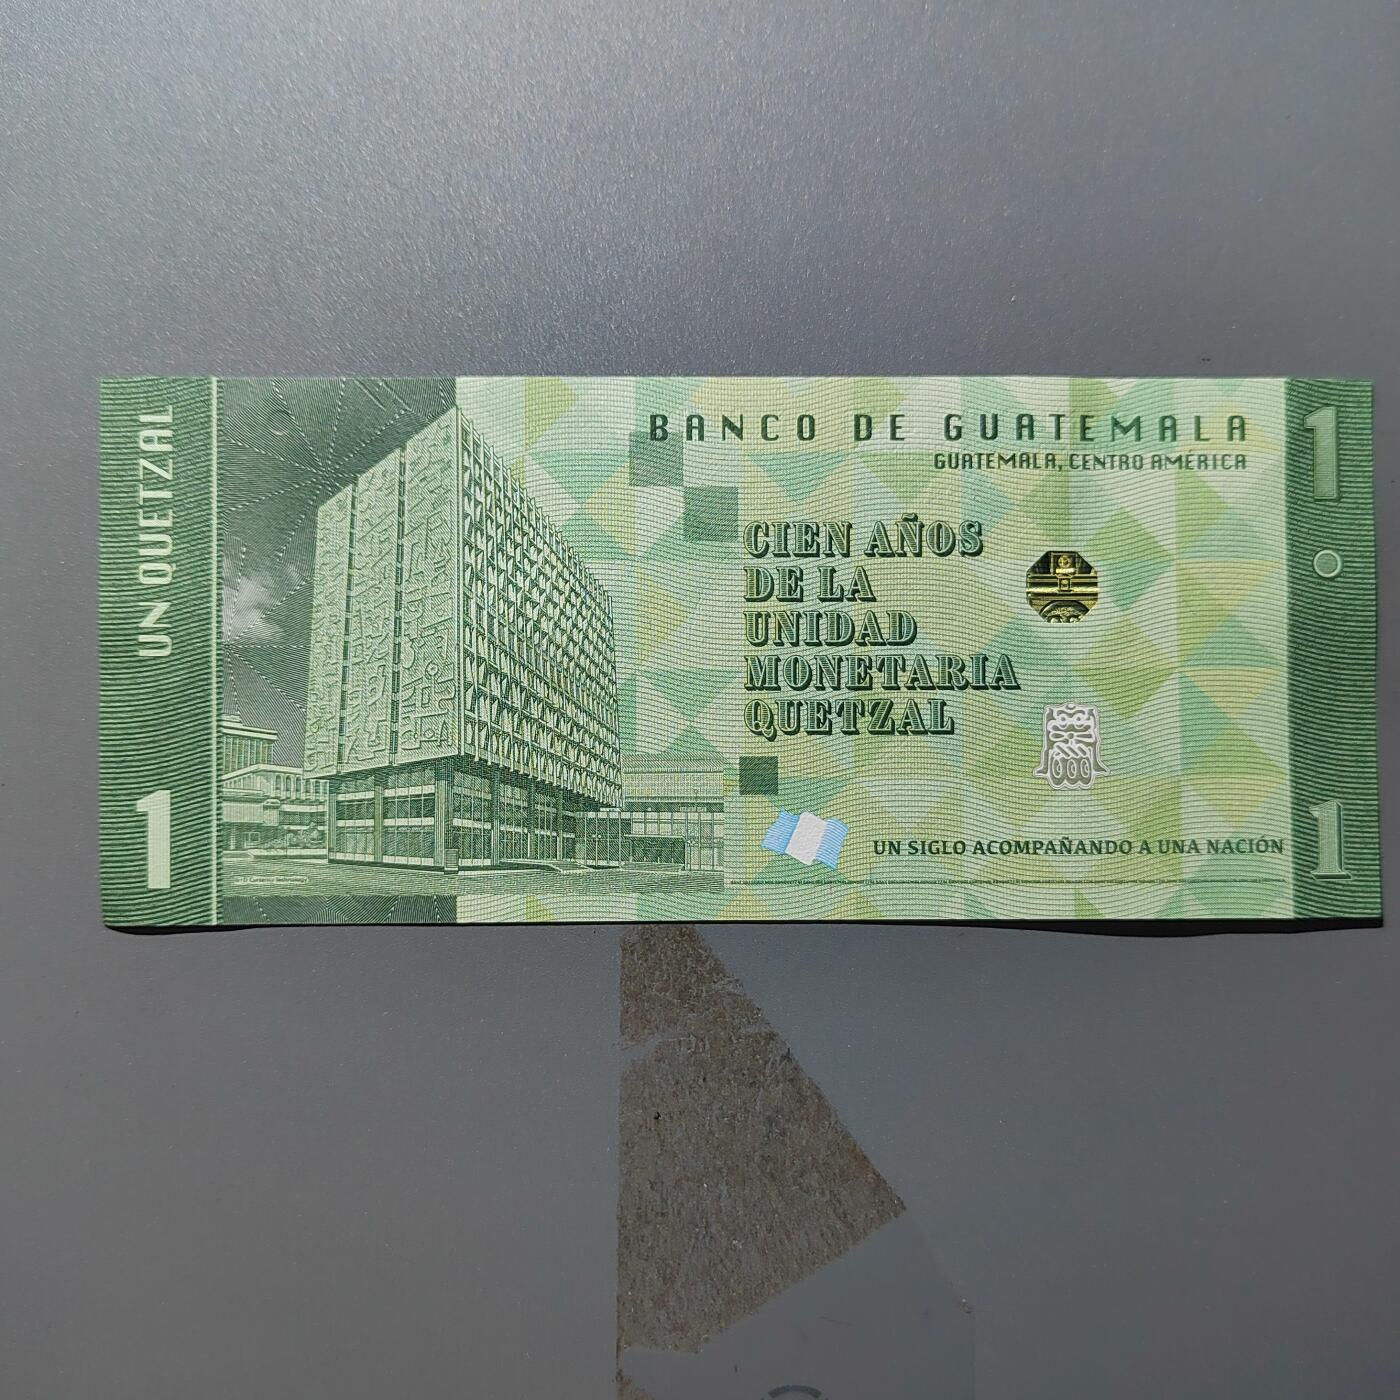 UN QUETZAL
1
BANCO DE GUATEMALA
GUATEMALA, CENTRO AMÉRICA
CIEN AÑOS
DE LA
UNIDAD
MONETARIA
QUETZAL
UN SIGLO ACOMPAÑANDO A UNA NACIÓN
1
1